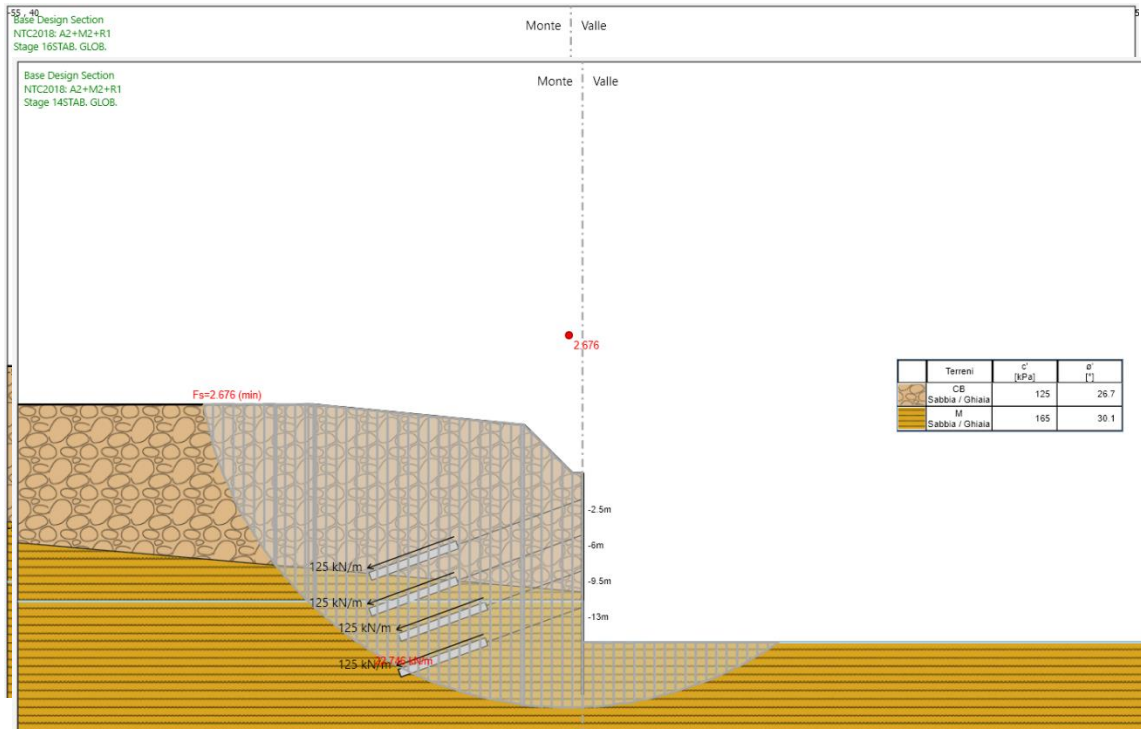 -55, 40
Base Design Section
NTC2018: A2+M2+R1
Stage 16STAB. GLOB.
Monte
Valle
Base Design Section
NTC2018: A2+M2+R1
Stage 14STAB. GLOB.
Monte
Valle
2.676
Fs=2.676 (min)
Terreni c' ø'
[kPa] [°]
CB
Sabbia / Ghiaia 125 26.7
M
Sabbia / Ghiaia 165 30.1
-2.5m
-6m
-9.5m
-13m
125 kN/m
125 kN/m
125 kN/m
125 kN/m